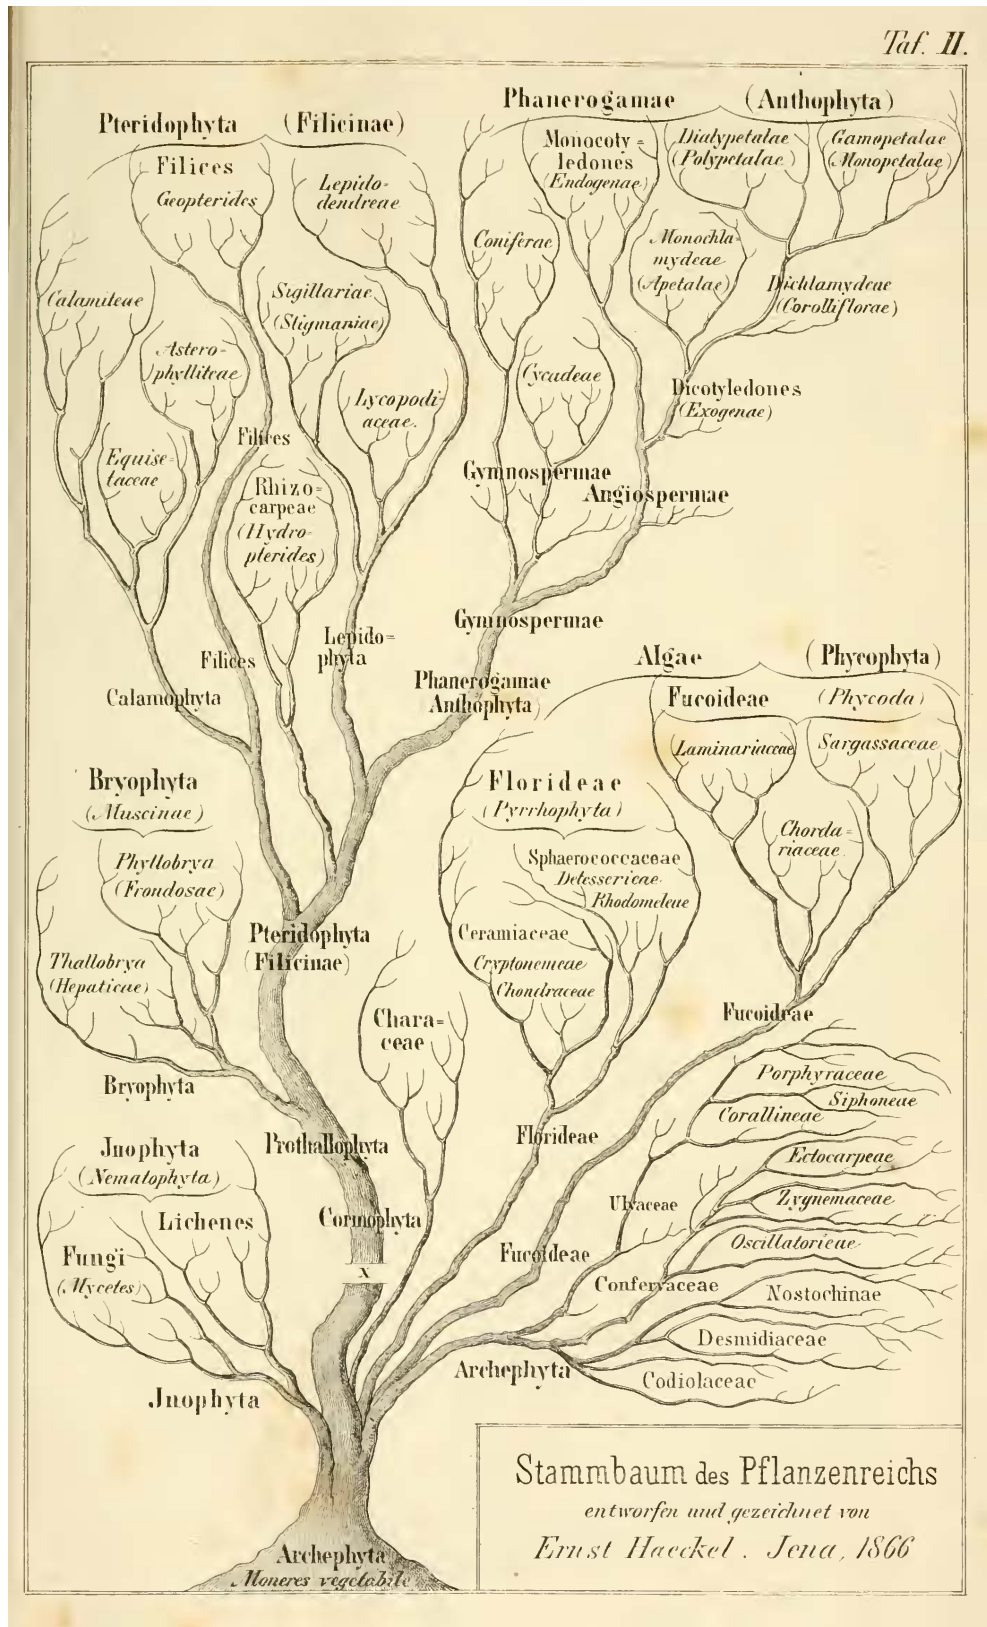 Taf. II.
Phanerogamae (Anthophyta)
Pteridophyta (Filicinae)
Filices
Geopterides
Lepido-
dendreae
Monocoty=
ledones
(Endogenae)
Dialypetalae
(Polypetalae)
Gamopetalae
(Monopetalae)
Coniferae
Monochla-
mydeae
(Apetalae)
Dichlamydeae
(Corolliflorae)
Calamiteae
Sigillariae
(Stigmariae)
Astero-
phylliteae
Cycadeae
Dicotyledones
(Exogenae)
Lycopodi-
aceae.
Filices
Equise-
taceae
Rhizo=
carpeae
(Hydro-
pterides)
Gymnospermae
Angiospermae
Gymnospermae
Lepido=
phyta
Filices
Calamophyta
Phanerogamae
Anthophyta)
Algae (Phycophyta)
Fucoideae (Phycoda)
Laminariaceae
Sargassaceae
Chorda=
riaceae
Bryophyta
(Muscinae)
Phyllobrya
(Frondosae)
Thallobrya
(Hepaticae)
Florideae
(Pyrrhophyta)
Sphaerococcaceae
Delessericae
Rhodomeleae
Ceramiaceae
Cryptonemeae
Chondraceae
Pteridophyta
(Filicinae)
Chara=
ceae
Fucoideae
Bryophyta
Porphyraceae
Siphoneae
Corallineae
Florideae
Prothallophyta
Jnophyta
(Nematophyta)
Lichenes
Fungi
(Mycetes)
Ectocarpeae
Zygnemaceae
Ulvaceae
Cormophyta
Oscillatorieae
Fucoideae
Confervaceae
Nostochinae
X
Desmidiaceae
Archephyta
Codiolaceae
Jnophyta
Stammbaum des Pflanzenreichs
entworfen und gezeichnet von
Ernst Haeckel. Jena, 1866
Archephyta
Moneres vegetabile